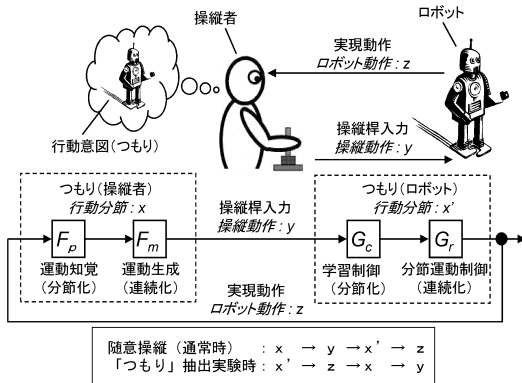 操縦者
ロボット
実現動作
ロボット動作：z
行動意図(つもり)
操縦桿入力
操縦動作：y
つもり(操縦者)
行動分節：x
つもり(ロボット)
行動分節：x'
操縦桿入力
操縦動作：y
Fp
Fm
Gc
Gr
運動知覚
(分節化)
運動生成
(連続化)
学習制御
(分節化)
分節運動制御
(連続化)
実現動作
ロボット動作：z
随意操縦（通常時） ： x → y → x' → z
「つもり」抽出実験時： x' → z → x → y